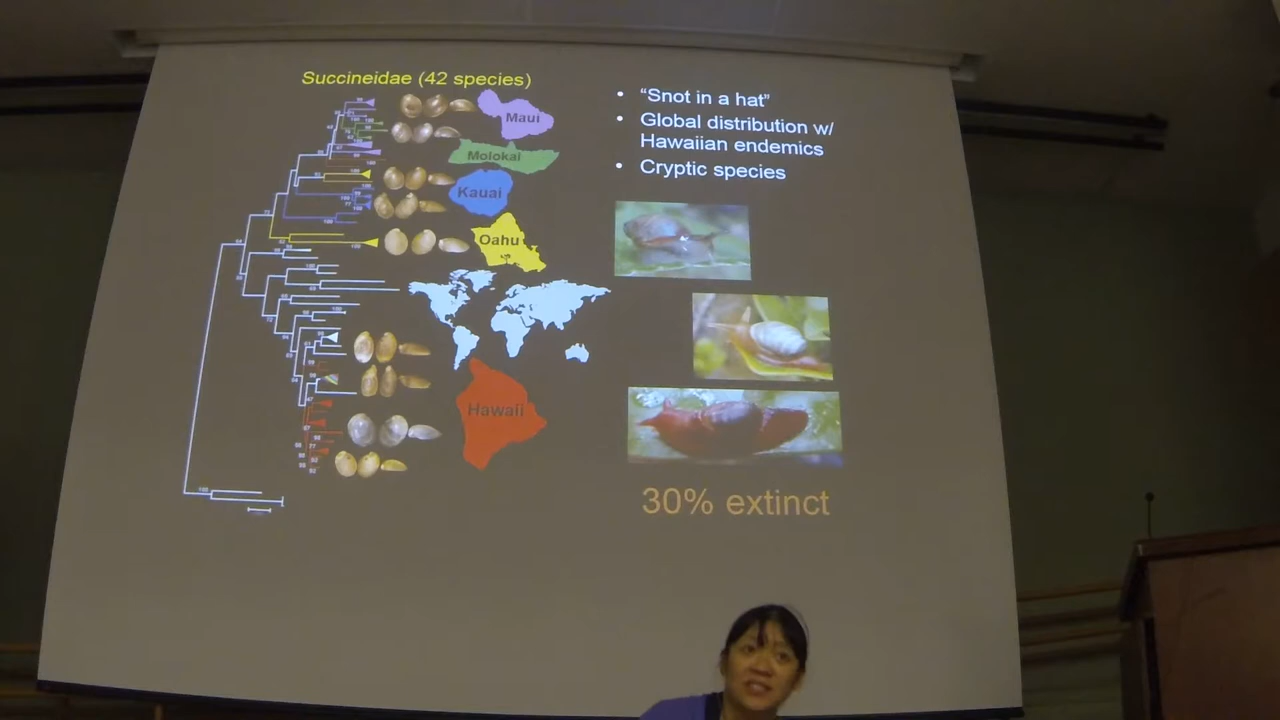 Succineidae (42 species)
Maui
Molokai
Kauai
Oahu
Hawaii
• “Snot in a hat”
• Global distribution w/
Hawaiian endemics
• Cryptic species
30% extinct